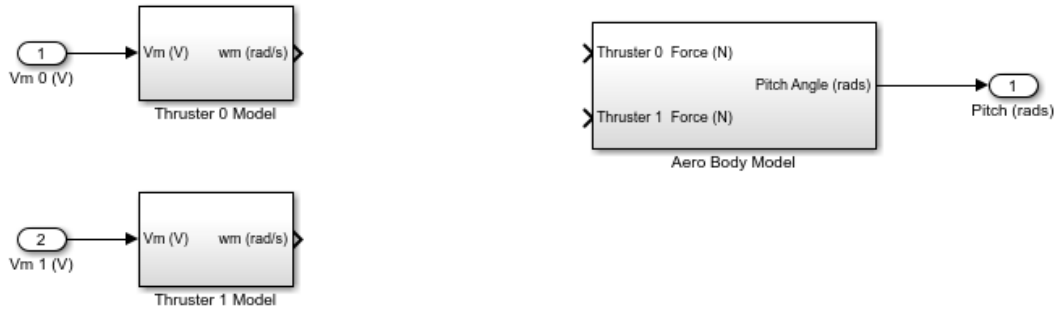 1
Vm 0 (V)
Vm (V) wm (rad/s)
Thruster 0 Model
Thruster 0 Force (N)
Pitch Angle (rads)
Thruster 1 Force (N)
Aero Body Model
1
Pitch (rads)
2
Vm 1 (V)
Vm (V) wm (rad/s)
Thruster 1 Model